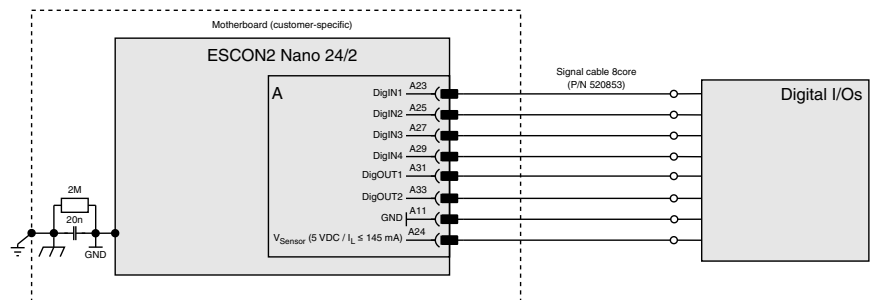 Motherboard (customer-specific)
ESCON2 Nano 24/2
A
DigIN1 A23
DigIN2 A25
DigIN3 A27
DigIN4 A29
DigOUT1 A31
DigOUT2 A33
GND A11
VSensor (5 VDC / IL ≤ 145 mA) A24
Signal cable 8core
(P/N 520853)
Digital I/Os
2M
20n
GND